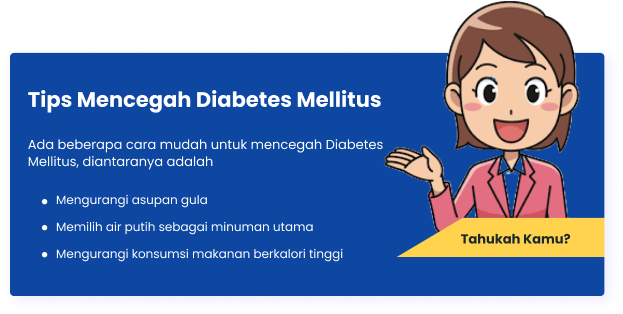 Tips Mencegah Diabetes Mellitus
Ada beberapa cara mudah untuk mencegah Diabetes
Mellitus, diantaranya adalah
Mengurangi asupan gula
Memilih air putih sebagai minuman utama
Mengurangi konsumsi makanan berkalori tinggi
Tahukah Kamu?